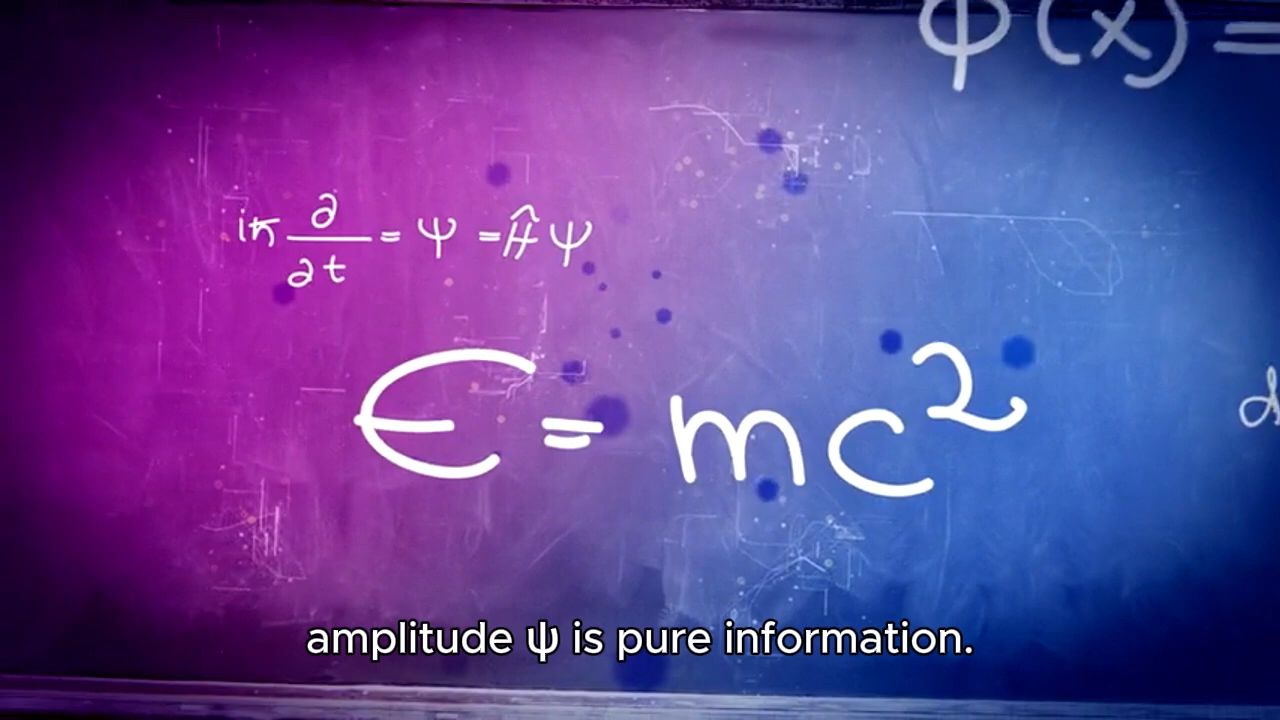 ϕ(x) =
iℏ ∂/∂t = Ψ = ĤΨ
E = mc²
d
amplitude ψ is pure information.